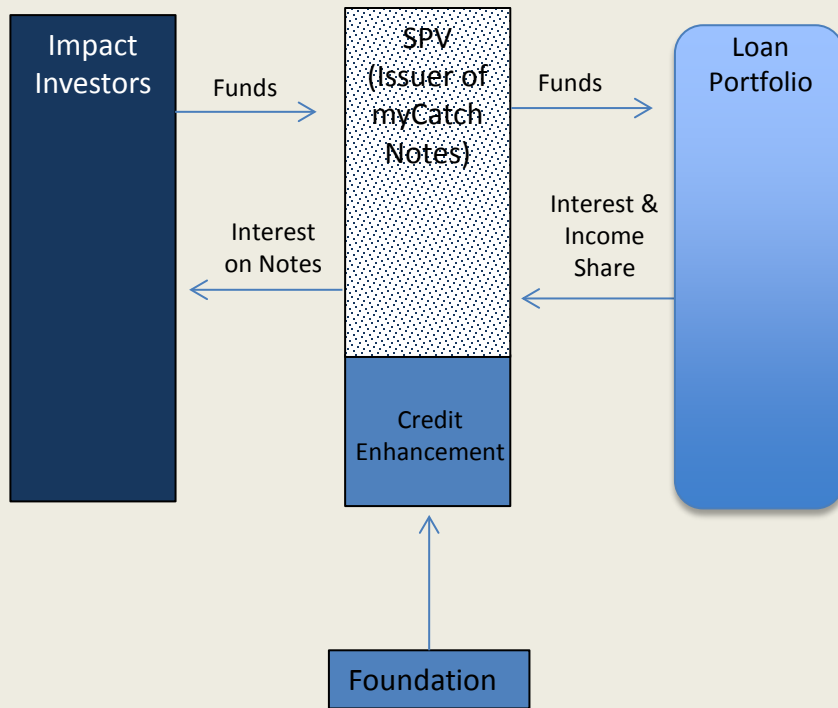 Impact
Investors
Funds
Interest
on Notes
SPV
(Issuer of
myCatch
Notes)
Credit
Enhancement
Funds
Interest &
Income
Share
Loan
Portfolio
Foundation